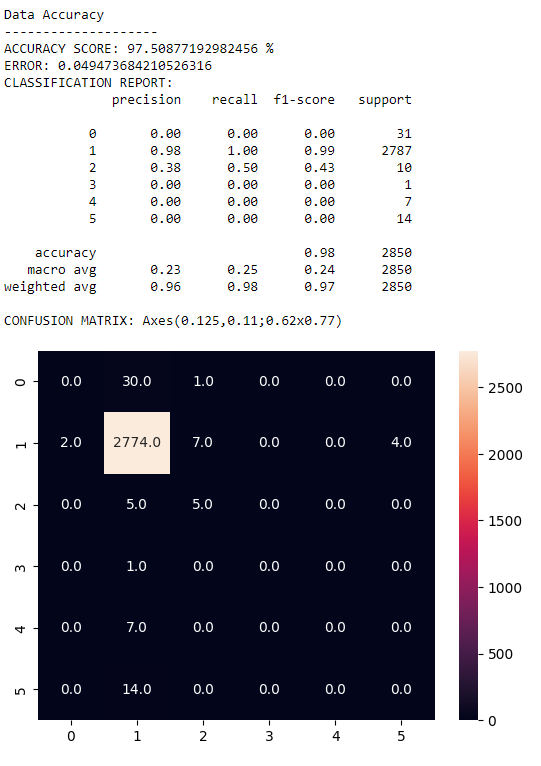 Data Accuracy
--------------------
ACCURACY SCORE: 97.50877192982456 %
ERROR: 0.049473684210526316
CLASSIFICATION REPORT:
precision recall f1-score support
0 0.00 0.00 0.00 31
1 0.98 1.00 0.99 2787
2 0.38 0.50 0.43 10
3 0.00 0.00 0.00 1
4 0.00 0.00 0.00 7
5 0.00 0.00 0.00 14
accuracy 0.98 2850
macro avg 0.23 0.25 0.24 2850
weighted avg 0.96 0.98 0.97 2850
CONFUSION MATRIX: Axes(0.125,0.11;0.62x0.77)
0 0.0 30.0 1.0 0.0 0.0 0.0
1 2.0 2774.0 7.0 0.0 0.0 4.0
2 0.0 5.0 5.0 0.0 0.0 0.0
3 0.0 1.0 0.0 0.0 0.0 0.0
4 0.0 7.0 0.0 0.0 0.0 0.0
5 0.0 14.0 0.0 0.0 0.0 0.0
0 1 2 3 4 5
2500
2000
1500
1000
500
0